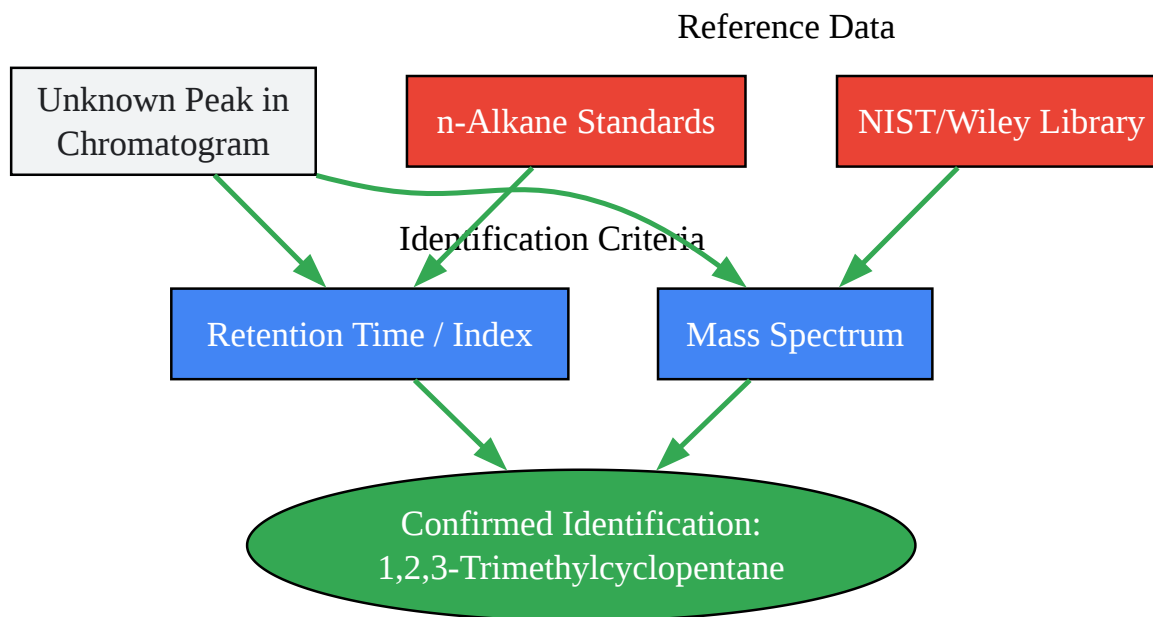 Reference Data
Unknown Peak in
Chromatogram
n-Alkane Standards
NIST/Wiley Library
Identification Criteria
Retention Time / Index
Mass Spectrum
Confirmed Identification:
1,2,3-Trimethylcyclopentane